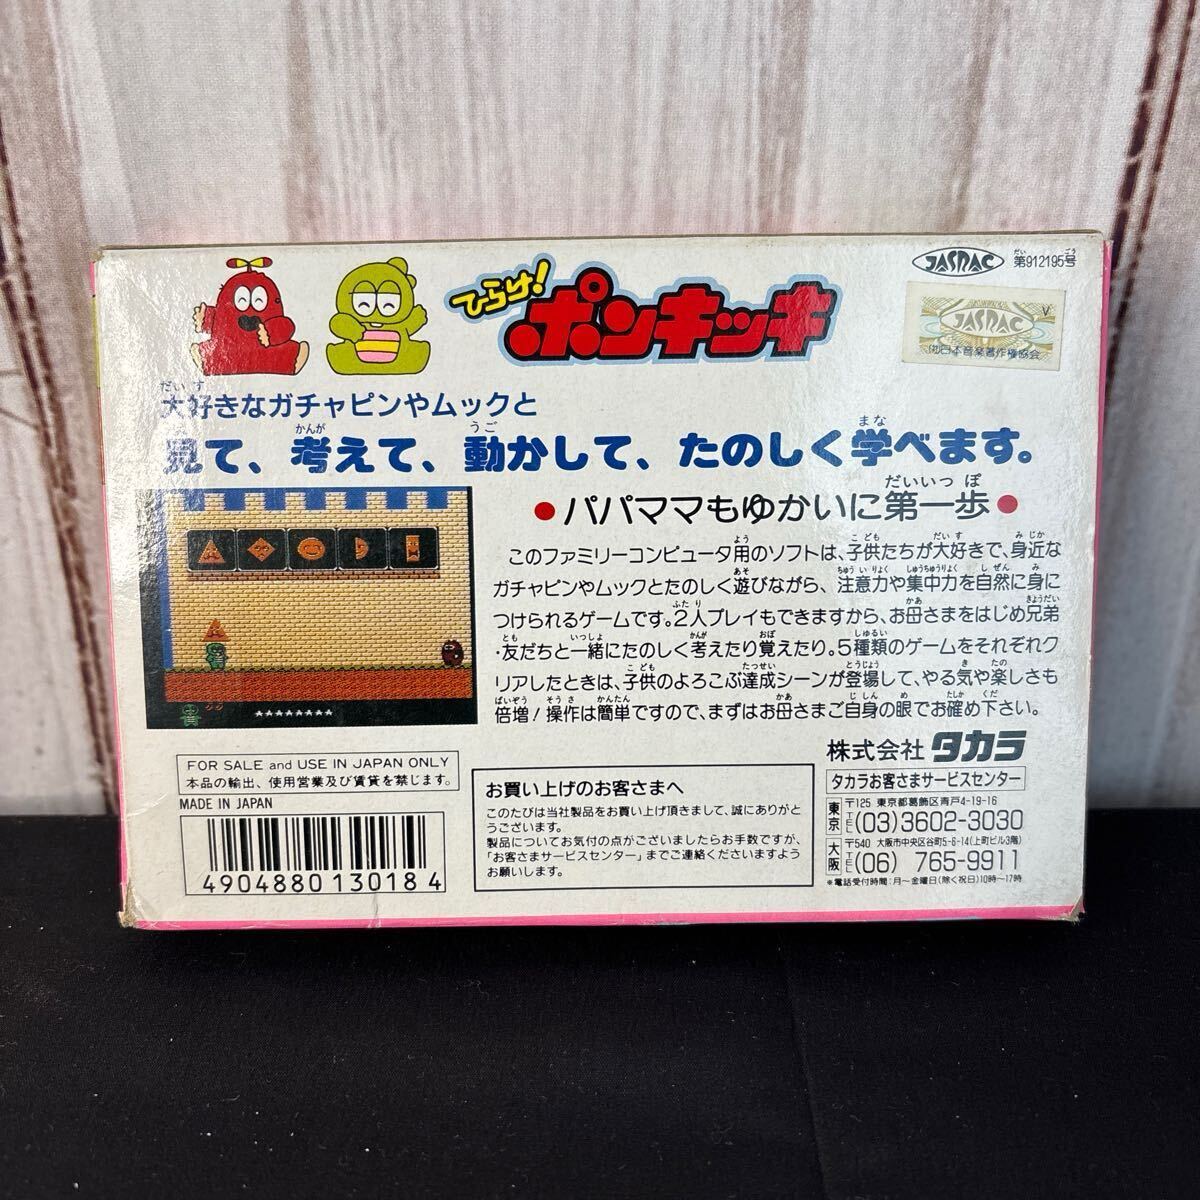 ひらけ!
ポンキッキ
JASRAC 第912195号
JASRAC V
(社)日本音楽著作権協会
大好きなガチャピンやムックと
見て、考えて、動かして、たのしく学べます。
●パパママもゆかいに第一歩●
このファミリーコンピュータ用のソフトは、子供たちが大好きで、身近な
ガチャピンやムックとたのしく遊びながら、注意力や集中力を自然に身に
つけられるゲームです。2人プレイもできますから、お母さまをはじめ兄弟
・友だちと一緒にたのしく考えたり覚えたり。5種類のゲームをそれぞれク
リアしたときは、子供のよろこぶ達成シーンが登場して、やる気や楽しさも
倍増!操作は簡単ですので、まずはお母さまご自身の眼でお確め下さい。
FOR SALE and USE IN JAPAN ONLY
本品の輸出、使用営業及び賃貸を禁じます。
MADE IN JAPAN
4904880130184
お買い上げのお客さまへ
このたびは当社製品をお買い上げ頂きまして、誠にありがと
うございます。
製品についてお気付の点がございましたらお手数ですが、
「お客さまサービスセンター」までご連絡くださいますよう
お願いします。
株式会社 タカラ
タカラお客さまサービスセンター
東京 〒125 東京都葛飾区青戸4-19-16
TEL(03)3602-3030
大阪 〒540 大阪市中央区谷町5-6-14(上町ビル3階)
TEL(06) 765-9911
＊電話受付時間:月～金曜日(除く祝日)10時～17時